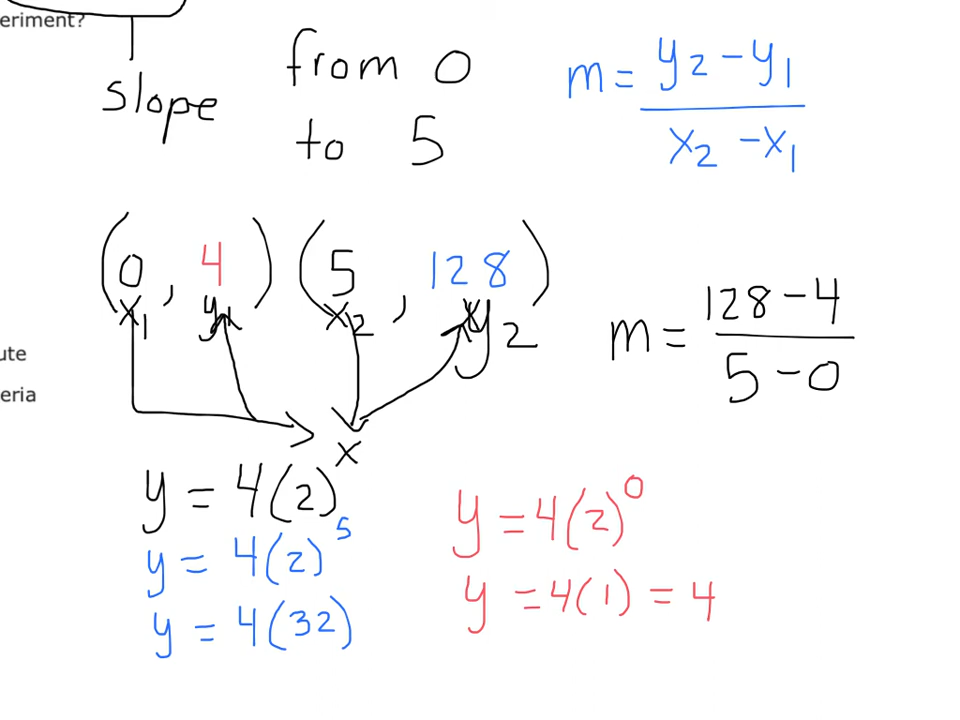 eriment?
slope
from 0
to 5
m = y2 - y1 / x2 - x1
(0, 4) (5, 128)
x1 y1 x2 y2
m = 128 - 4 / 5 - 0
ute
eria
y = 4(2)^x
y = 4(2)^5
y = 4(32)
y = 4(2)^0
y = 4(1) = 4